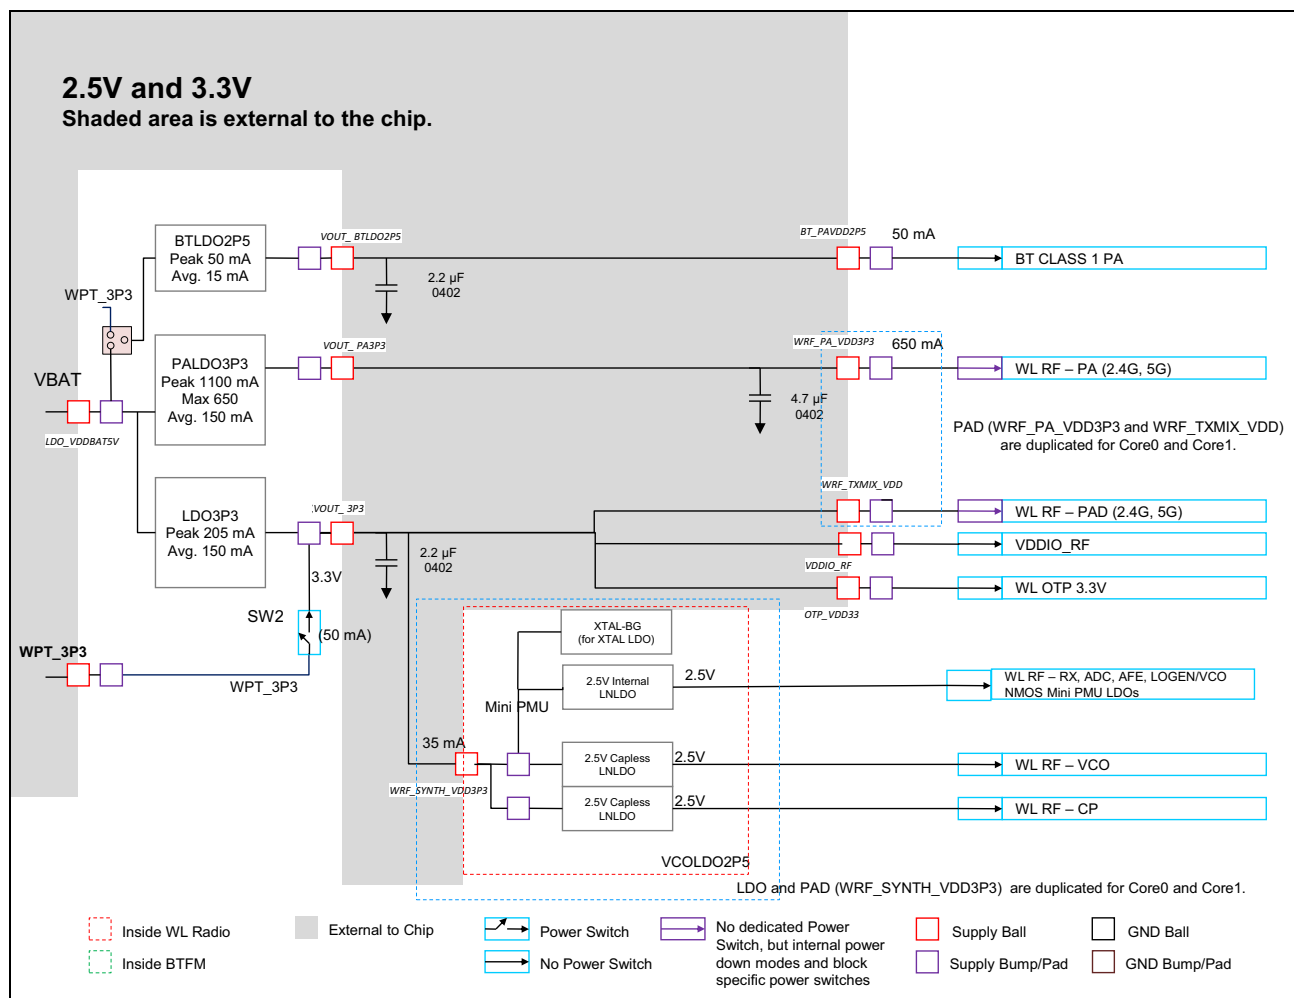 2.5V and 3.3V
Shaded area is external to the chip.
BTLDO2P5
Peak 50 mA
Avg. 15 mA
VOUT_ BTLDO2P5
2.2 µF
0402
BT_PAVDD2P5
50 mA
BT CLASS 1 PA
WPT_3P3
PALDO3P3
Peak 1100 mA
Max 650
Avg. 150 mA
VOUT_ PA3P3
4.7 µF
0402
WRF_PA_VDD3P3
650 mA
WL RF – PA (2.4G, 5G)
VBAT
LDO_VDDBAT5V
PAD (WRF_PA_VDD3P3 and WRF_TXMIX_VDD)
are duplicated for Core0 and Core1.
LDO3P3
Peak 205 mA
Avg. 150 mA
VOUT_ 3P3
2.2 µF
0402
WRF_TXMIX_VDD
WL RF – PAD (2.4G, 5G)
VDDIO_RF
VDDIO_RF
OTP_VDD33
WL OTP 3.3V
3.3V
SW2
(50 mA)
WPT_3P3
WPT_3P3
XTAL-BG
(for XTAL LDO)
2.5V Internal
LNLDO
2.5V
WL RF – RX, ADC, AFE, LOGEN/VCO
NMOS Mini PMU LDOs
Mini PMU
35 mA
WRF_SYNTH_VDD3P3
2.5V Capless
LNLDO
2.5V
WL RF – VCO
2.5V Capless
LNLDO
2.5V
WL RF – CP
VCOLDO2P5
LDO and PAD (WRF_SYNTH_VDD3P3) are duplicated for Core0 and Core1.
Inside WL Radio
Inside BTFM
External to Chip
Power Switch
No Power Switch
No dedicated Power
Switch, but internal power
down modes and block
specific power switches
Supply Ball
Supply Bump/Pad
GND Ball
GND Bump/Pad